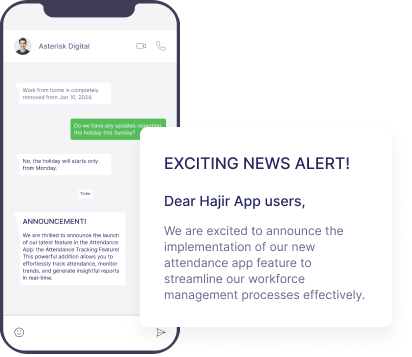 Asterisk Digital
Work from home is completely
removed from Jan 10, 2024.
Do we have any updates regarding
the holiday this Sunday?
No, the holiday will starts only
from Monday.
Today
ANNOUNCEMENT!
We are thrilled to announce the launch
of our latest feature in the Attendance
App: the Attendance Tracking Feature!
This powerful addition allows you to
effortlessly track attendance, monitor
trends, and generate insightful reports
in real-time.
EXCITING NEWS ALERT!
Dear Hajir App users,
We are excited to announce the
implementation of our new
attendance app feature to
streamline our workforce
management processes effectively.